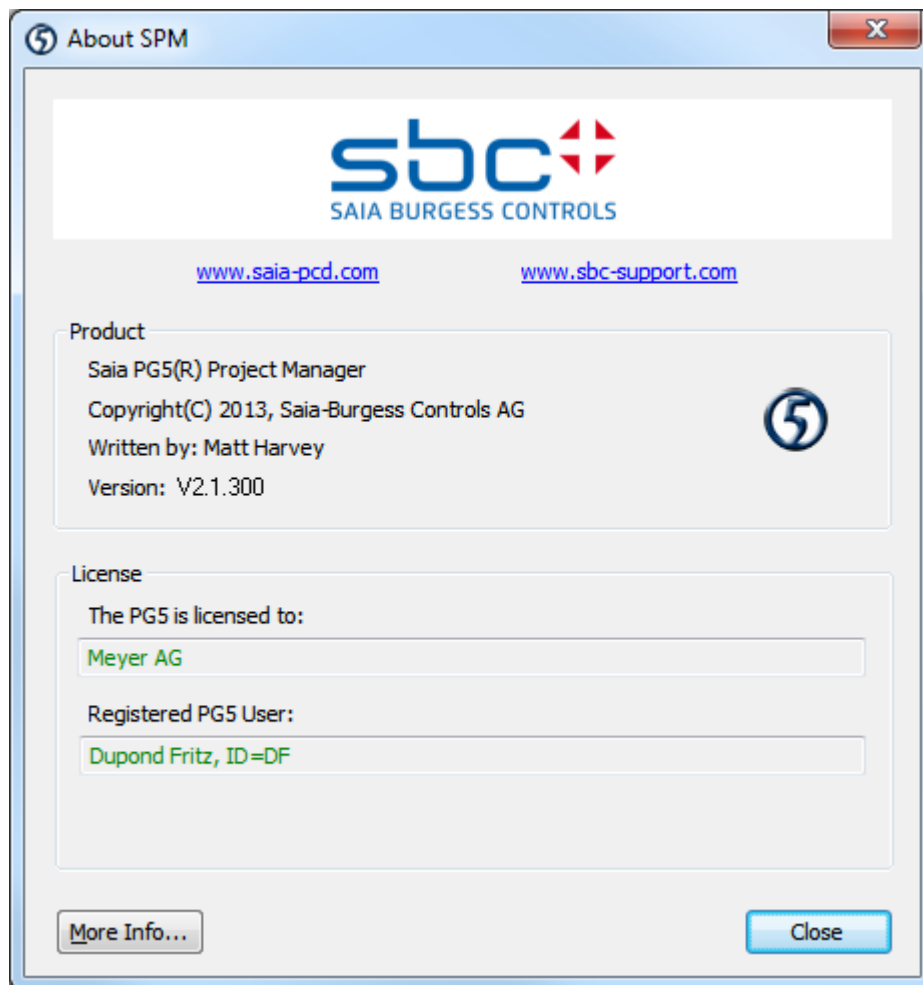 About SPM
sbc
SAIA BURGESS CONTROLS
www.saia-pcd.com www.sbc-support.com
Product
Saia PG5(R) Project Manager
Copyright(C) 2013, Saia-Burgess Controls AG
Written by: Matt Harvey
Version: V2.1.300
License
The PG5 is licensed to:
Meyer AG
Registered PG5 User:
Dupond Fritz, ID=DF
More Info... Close